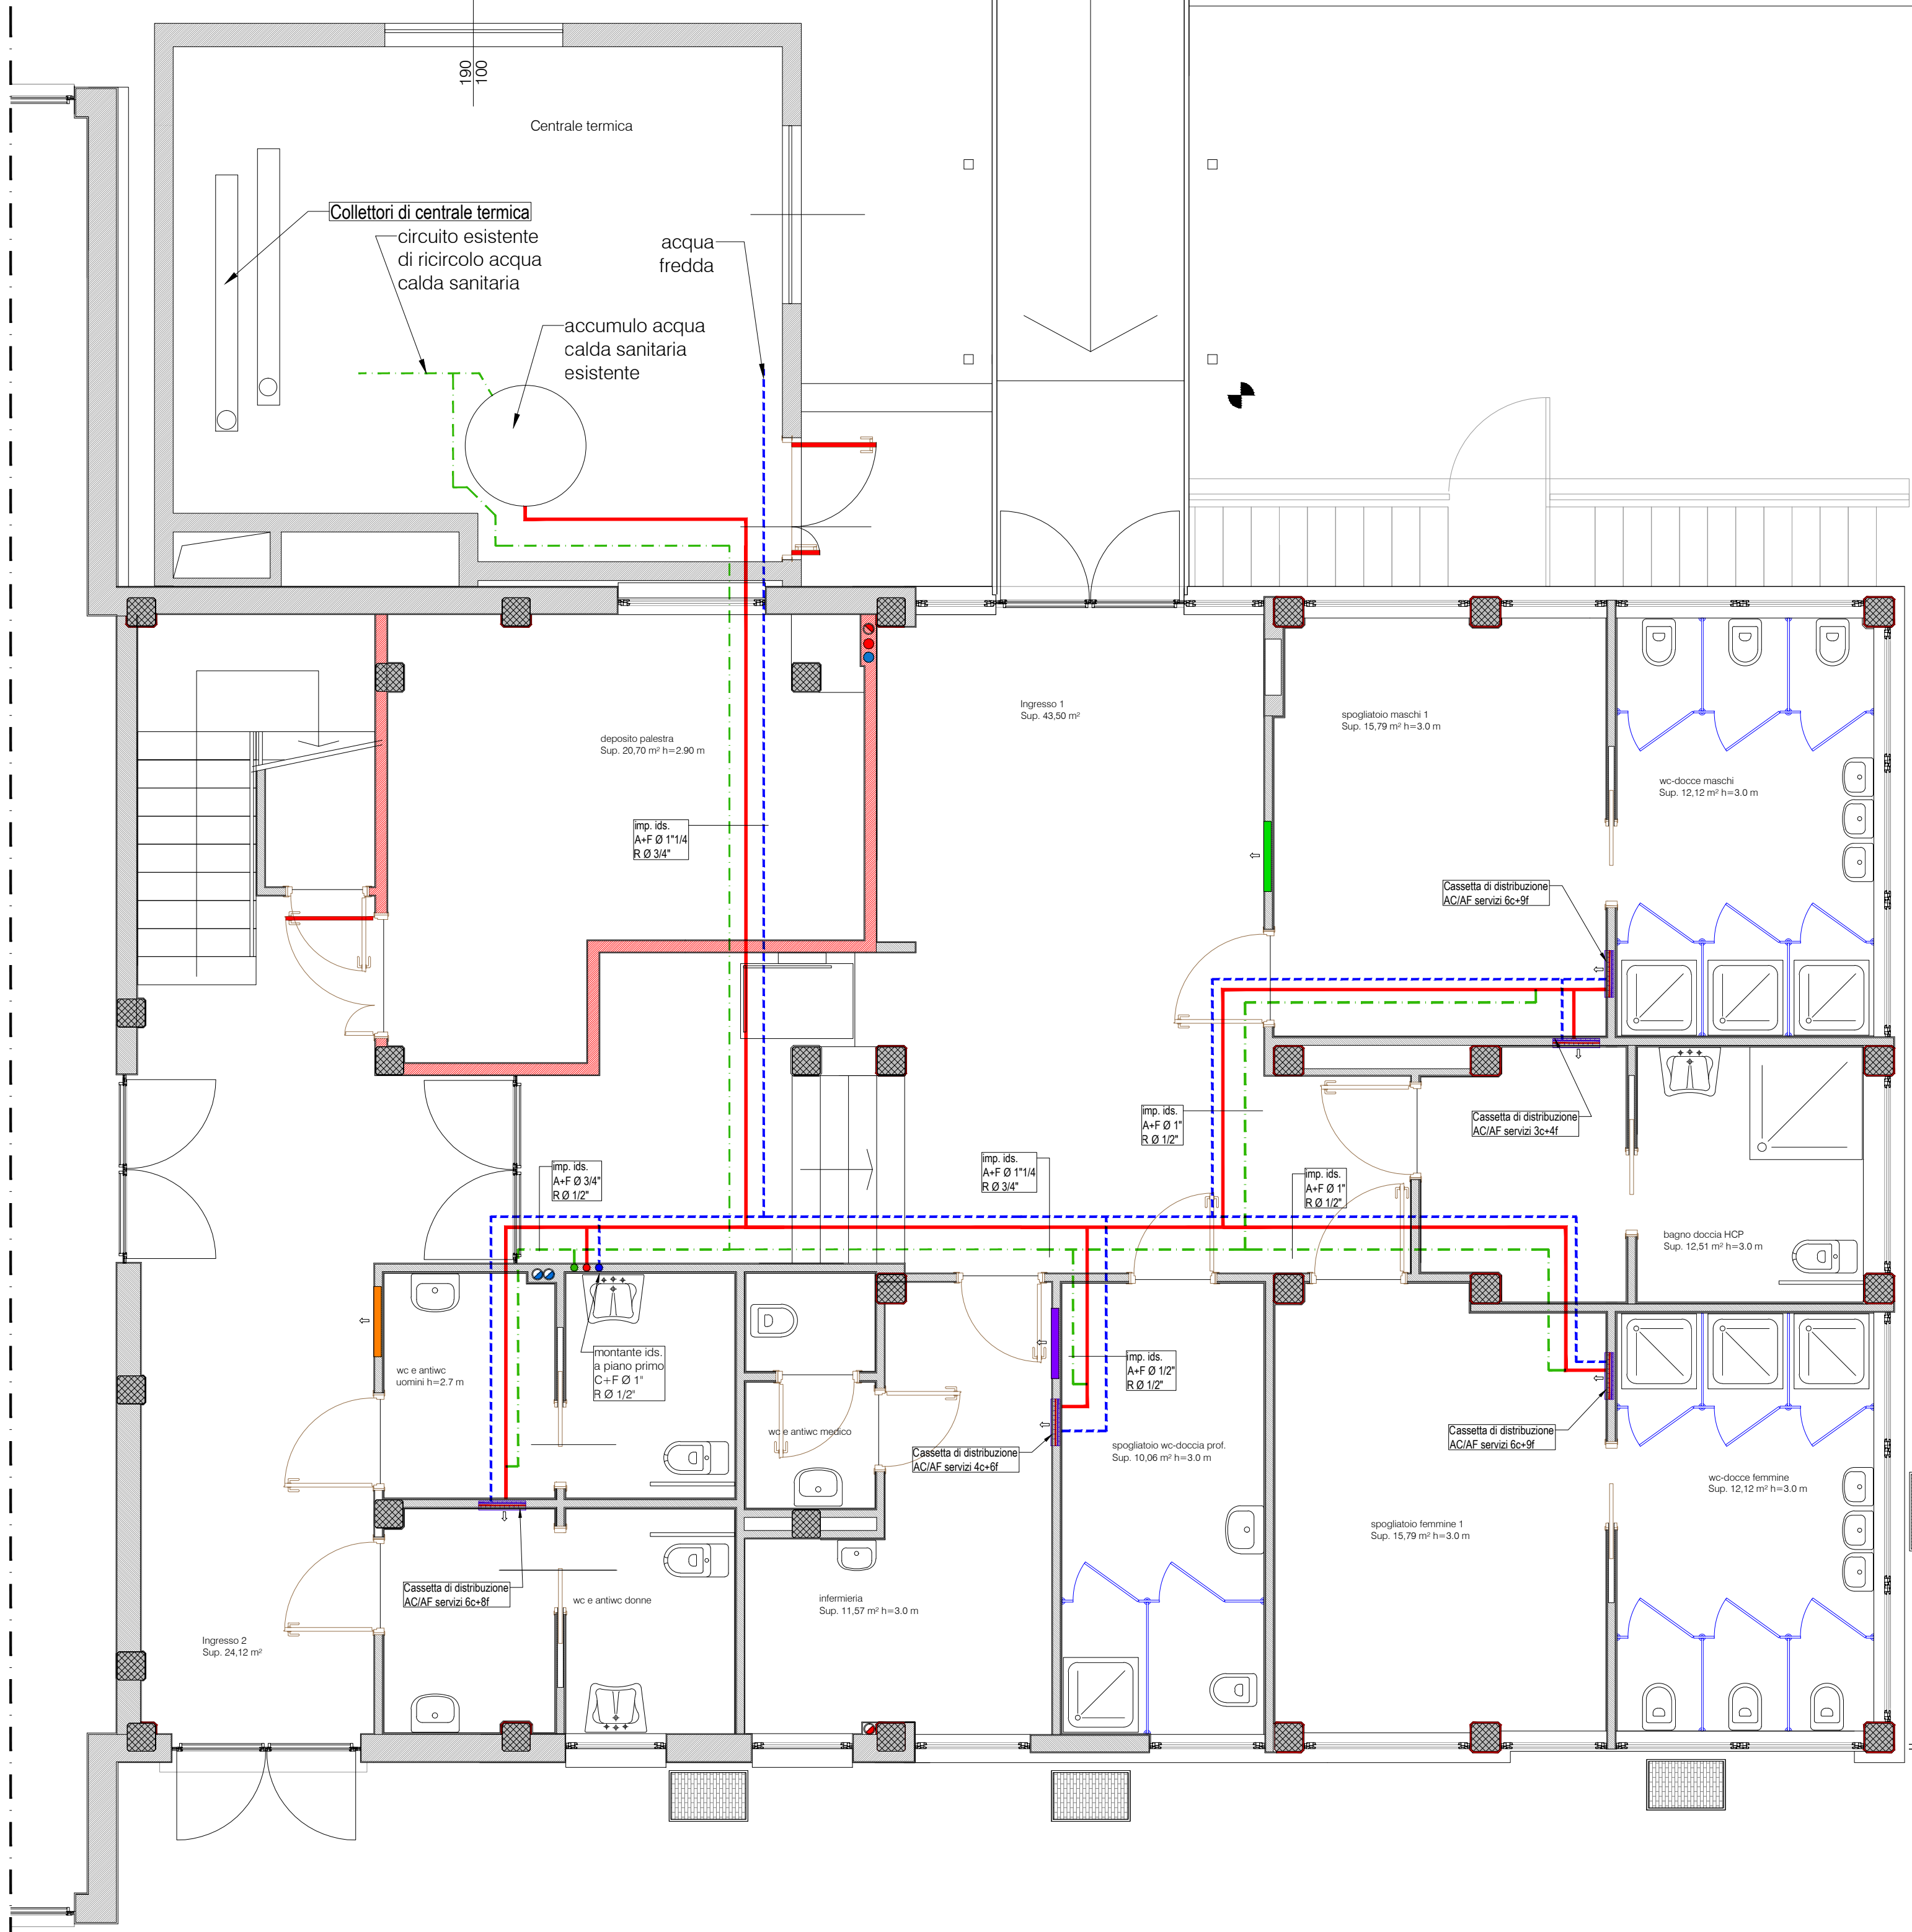 190
100
Centrale termica
Collettori di centrale termica
circuito esistente
di ricircolo acqua
calda sanitaria
acqua
fredda
accumulo acqua
calda sanitaria
esistente
Ingresso 1
Sup. 43,50 m²
spogliatoio maschi 1
Sup. 15,79 m² h=3.0 m
deposito palestra
Sup. 20,70 m² h=2.90 m
wc-docce maschi
Sup. 12,12 m² h=3.0 m
imp. ids.
A+F Ø 1"1/4
R Ø 3/4"
Cassetta di distribuzione
AC/AF servizi 6c+9f
imp. ids.
A+F Ø 1"
R Ø 1/2"
Cassetta di distribuzione
AC/AF servizi 3c+4f
imp. ids.
A+F Ø 3/4"
R Ø 1/2"
imp. ids.
A+F Ø 1"1/4
R Ø 3/4"
imp. ids.
A+F Ø 1"
R Ø 1/2"
bagno doccia HCP
Sup. 12,51 m² h=3.0 m
wc e antiwc
uomini h=2.7 m
montante ids.
a piano primo
C+F Ø 1"
R Ø 1/2"
imp. ids.
A+F Ø 1/2"
R Ø 1/2"
wc e antiwc medico
Cassetta di distribuzione
AC/AF servizi 4c+6f
spogliatoio wc-doccia prof.
Sup. 10,06 m² h=3.0 m
Cassetta di distribuzione
AC/AF servizi 6c+9f
wc-docce femmine
Sup. 12,12 m² h=3.0 m
spogliatoio femmine 1
Sup. 15,79 m² h=3.0 m
Cassetta di distribuzione
AC/AF servizi 6c+8f
wc e antiwc donne
infermieria
Sup. 11,57 m² h=3.0 m
Ingresso 2
Sup. 24,12 m²